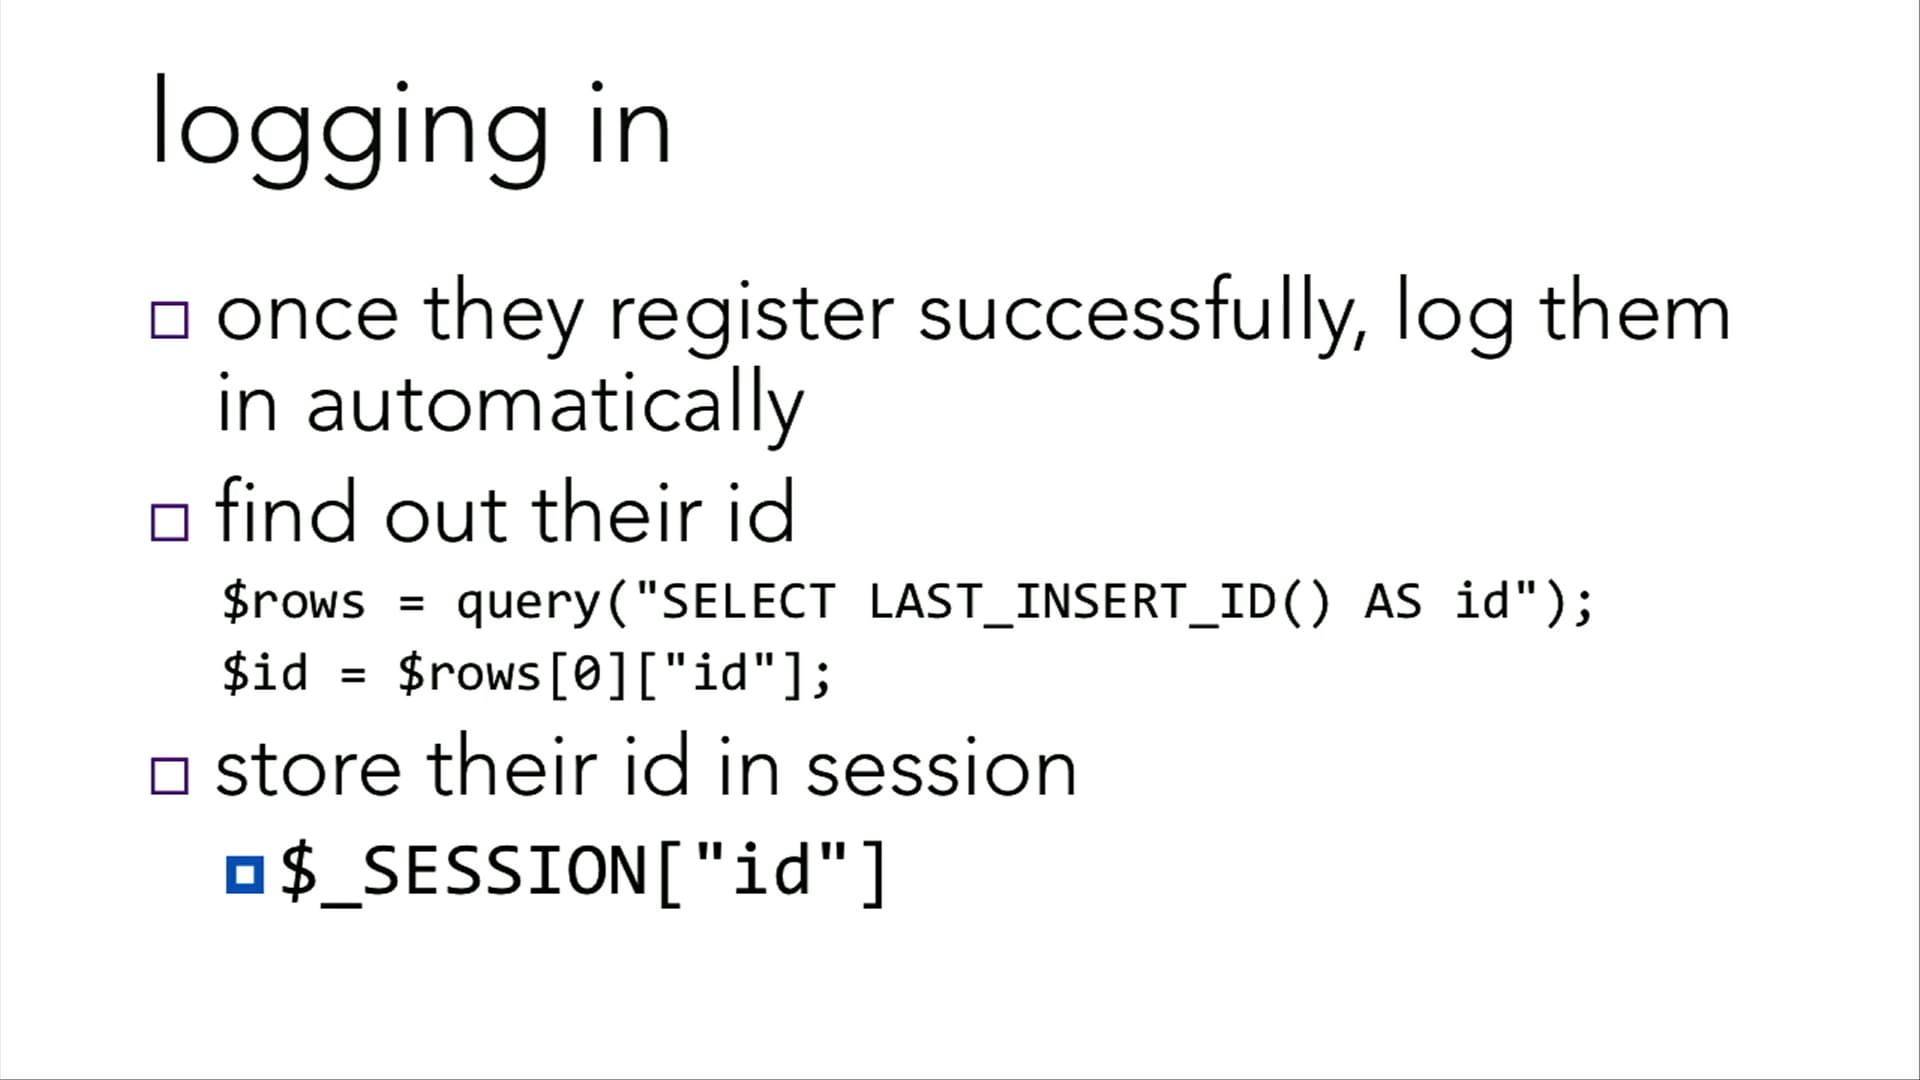 logging in
once they register successfully, log them
in automatically
find out their id
$rows = query("SELECT LAST_INSERT_ID() AS id");
$id = $rows[0]["id"];
store their id in session
$_SESSION["id"]